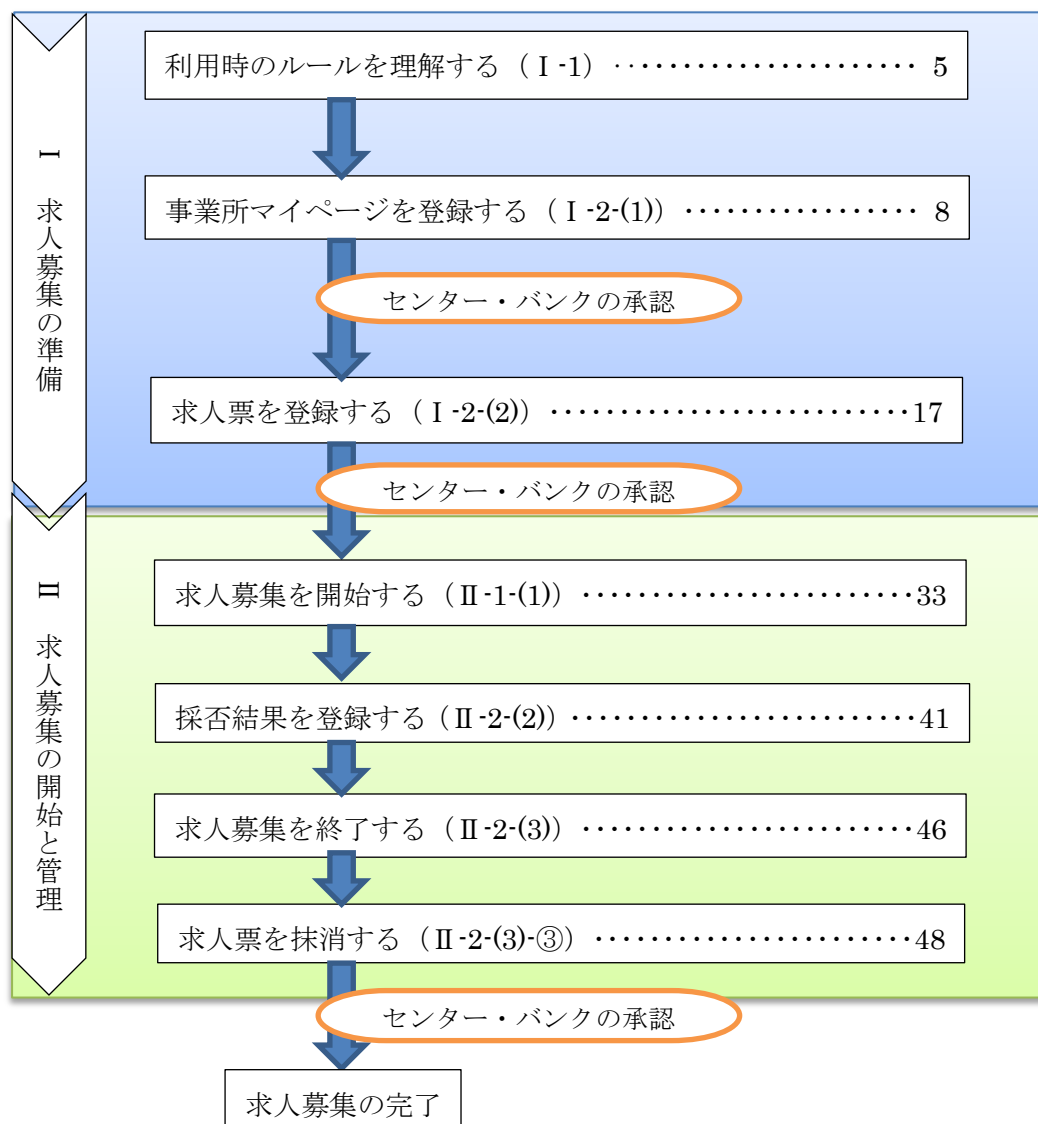 Ⅰ 求人募集の準備
利用時のルールを理解する（Ⅰ-1）‥・・・・・・・・・・・・・・・・・・・・ 5
事業所マイページを登録する（Ⅰ-2-(1)）・・・・・・・・・・・・・・・・・ 8
センター・バンクの承認
求人票を登録する（Ⅰ-2-(2)）・・・・・・・・・・・・・・・・・・・・・・・・・・・17
センター・バンクの承認
Ⅱ 求人募集の開始と管理
求人募集を開始する（Ⅱ-1-(1)）・・・・・・・・・・・・・・・・・・・・・・・・33
採否結果を登録する（Ⅱ-2-(2)）・・・・・・・・・・・・・・・・・・・・・・・・・41
求人募集を終了する（Ⅱ-2-(3)）・・・・・・・・・・・・・・・・・・・・・・・・46
求人票を抹消する（Ⅱ-2-(3)-③）・・・・・・・・・・・・・・・・・・・・・・・48
センター・バンクの承認
求人募集の完了